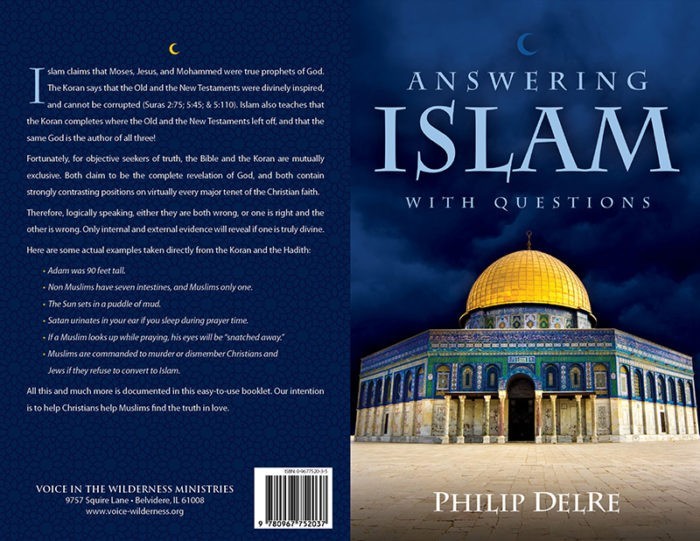 Islam claims that Moses, Jesus, and Mohammed were true prophets of God.
The Koran says that the Old and the New Testaments were divinely inspired,
and cannot be corrupted (Suras 2:75; 5:45; & 5:110). Islam also teaches that
the Koran completes where the Old and the New Testaments left off, and that the
same God is the author of all three!
Fortunately, for objective seekers of truth, the Bible and the Koran are mutually
exclusive. Both claim to be the complete revelation of God, and both contain
strongly contrasting positions on virtually every major tenet of the Christian faith.
Therefore, logically speaking, either they are both wrong, or one is right and the
other is wrong. Only internal and external evidence will reveal if one is truly divine.
Here are some actual examples taken directly from the Koran and the Hadith:
• Adam was 90 feet tall.
• Non Muslims have seven intestines, and Muslims only one.
• The Sun sets in a puddle of mud.
• Satan urinates in your ear if you sleep during prayer time.
• If a Muslim looks up while praying, his eyes will be “snatched away.”
• Muslims are commanded to murder or dismember Christians and
Jews if they refuse to convert to Islam.
All this and much more is documented in this easy-to-use booklet. Our intention
is to help Christians help Muslims find the truth in love.
VOICE IN THE WILDERNESS MINISTRIES
9757 Squire Lane • Belvidere, IL 61008
www.voice-wilderness.org
ISBN 0-9677520-3-5
9 780967 752037
ANSWERING
ISLAM
WITH QUESTIONS
PHILIP DELRE